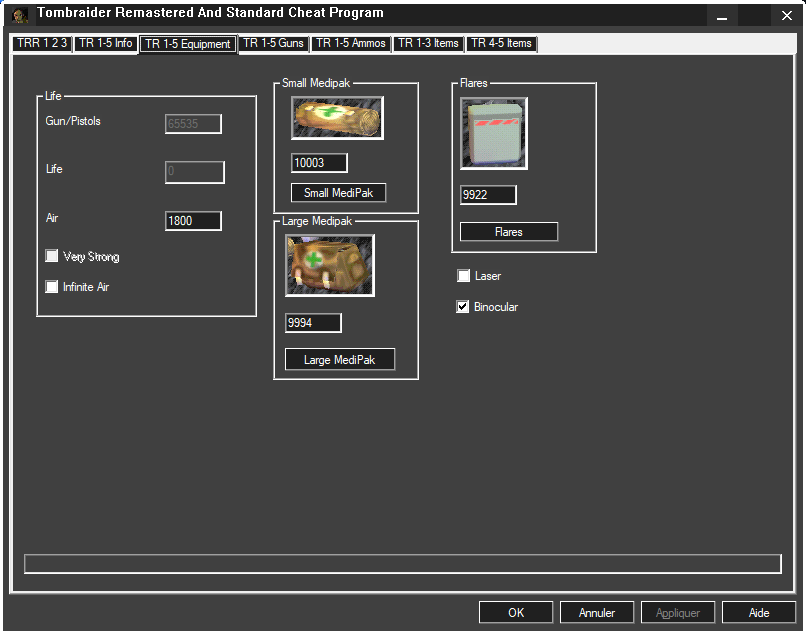 Tombraider Remastered And Standard Cheat Program
TRR 1 2 3 TR 1-5 Info TR 1-5 Equipment TR 1-5 Guns TR 1-5 Ammos TR 1-3 Items TR 4-5 Items
Life
Gun/Pistols 65535
Life 0
Air 1800
Very Strong
Infinite Air
Small Medipak
10003
Small MediPak
Large Medipak
9994
Large MediPak
Flares
9922
Flares
Laser
Binocular
OK Annuler Appliquer Aide